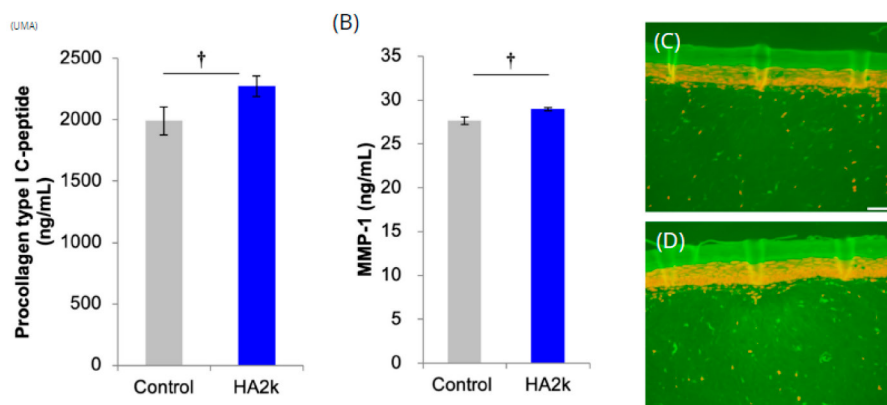 (UMA)
(B)
(C)
(D)
†
†
Procollagen type I C-peptide
(ng/mL)
2500
2000
1500
1000
500
0
Control HA2k
MMP-1 (ng/mL)
35
30
25
20
15
10
5
0
Control HA2k